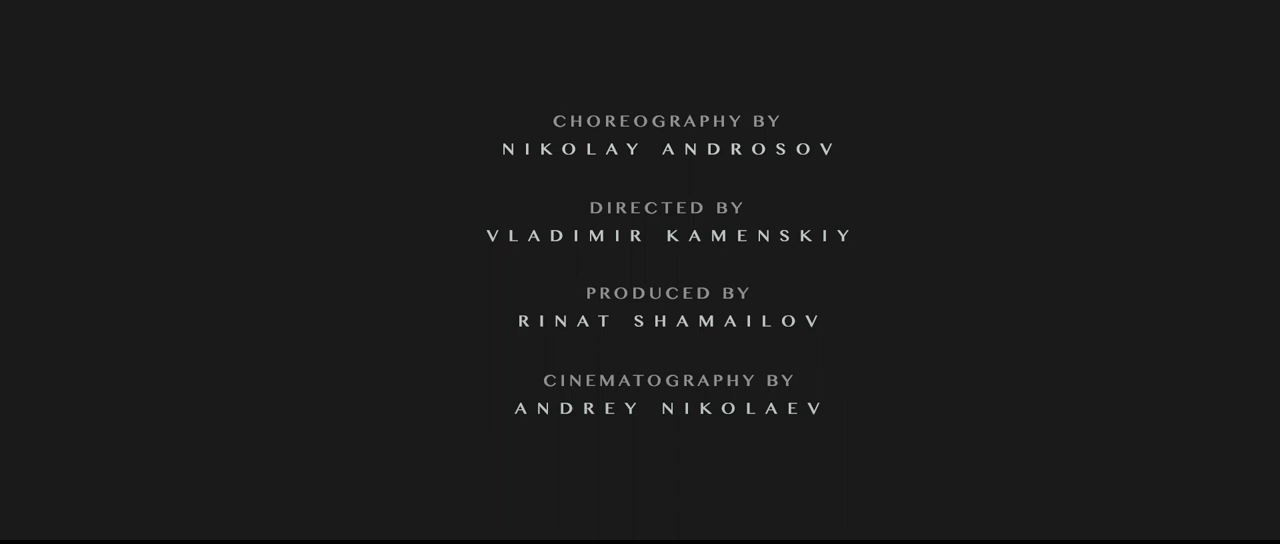 CHOREOGRAPHY BY
NIKOLAY ANDROSOV
DIRECTED BY
VLADIMIR KAMENSKIY
PRODUCED BY
RINAT SHAMAILOV
CINEMATOGRAPHY BY
ANDREY NIKOLAEV